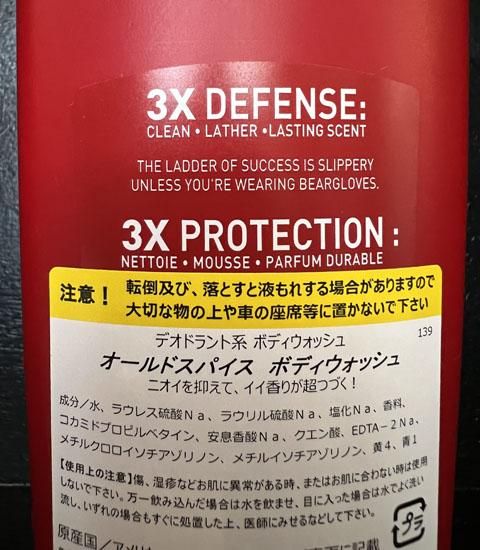 3X DEFENSE:
CLEAN • LATHER •LASTING SCENT
THE LADDER OF SUCCESS IS SLIPPERY
UNLESS YOU'RE WEARING BEARGLOVES.
3X PROTECTION :
NETTOIE • MOUSSE • PARFUM DURABLE
注意！
転倒及び、落とすと液もれする場合がありますので
大切な物の上や車の座席等に置かないで下さい
139
デオドラント系 ボディウォッシュ
オールドスパイス ボディウォッシュ
ニオイを抑えて、イイ香りが超つづく！
成分／水、ラウレス硫酸Ｎａ、ラウリル硫酸Ｎａ、塩化Ｎａ、香料、
コカミドプロピルベタイン、安息香酸Ｎａ、クエン酸、EDTA－2Ｎａ、
メチルクロロイソチアゾリノン、メチルイソチアゾリノン、黄４、青１
【使用上の注意】傷、湿疹などお肌に異常がある時、またはお肌に合わない時は使用
しないで下さい。万一飲み込んだ場合は水を飲ませ、目に入った場合は水でよく洗い
流し、いずれの場合もすぐに処置した上、医師にみせるなどして下さい。
プラ
原産国／アメリ